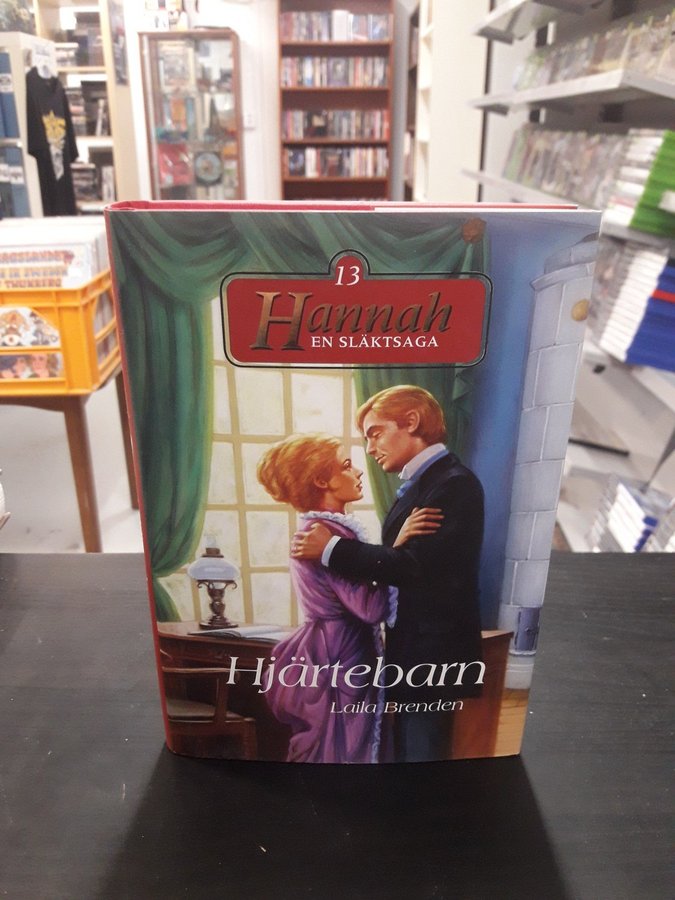 13
Hannah
EN SLÄKTSAGA
Hjärtebarn
Laila Brenden